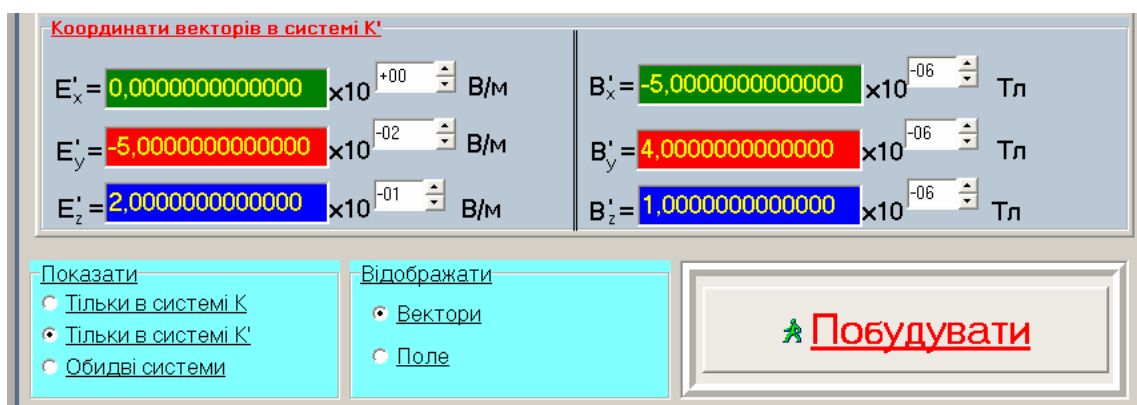 Координати векторів в системі К'
E'x= 0,0000000000000 ×10 +00 В/м
B'x= -5,0000000000000 ×10 -06 Тл
E'y= -5,0000000000000 ×10 -02 В/м
B'y= 4,0000000000000 ×10 -06 Тл
E'z= 2,0000000000000 ×10 -01 В/м
B'z= 1,0000000000000 ×10 -06 Тл
Показати
Тільки в системі К
Тільки в системі К'
Обидві системи
Відображати
Вектори
Поле
Побудувати